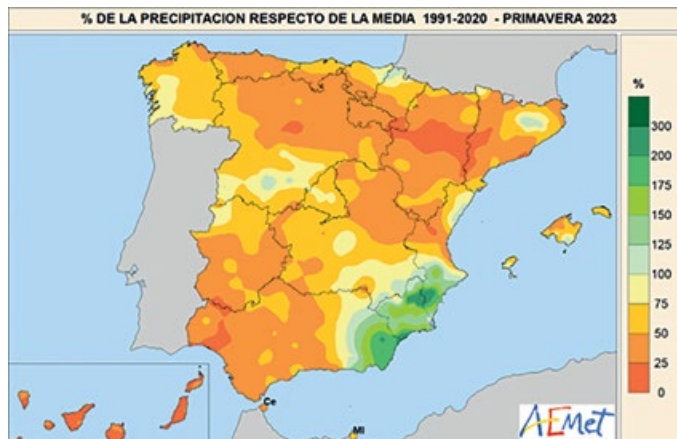 % DE LA PRECIPITACION RESPECTO DE LA MEDIA 1991-2020 - PRIMAVERA 2023
%
300
200
175
150
125
100
75
50
25
0
Ce
Ml
AEMet